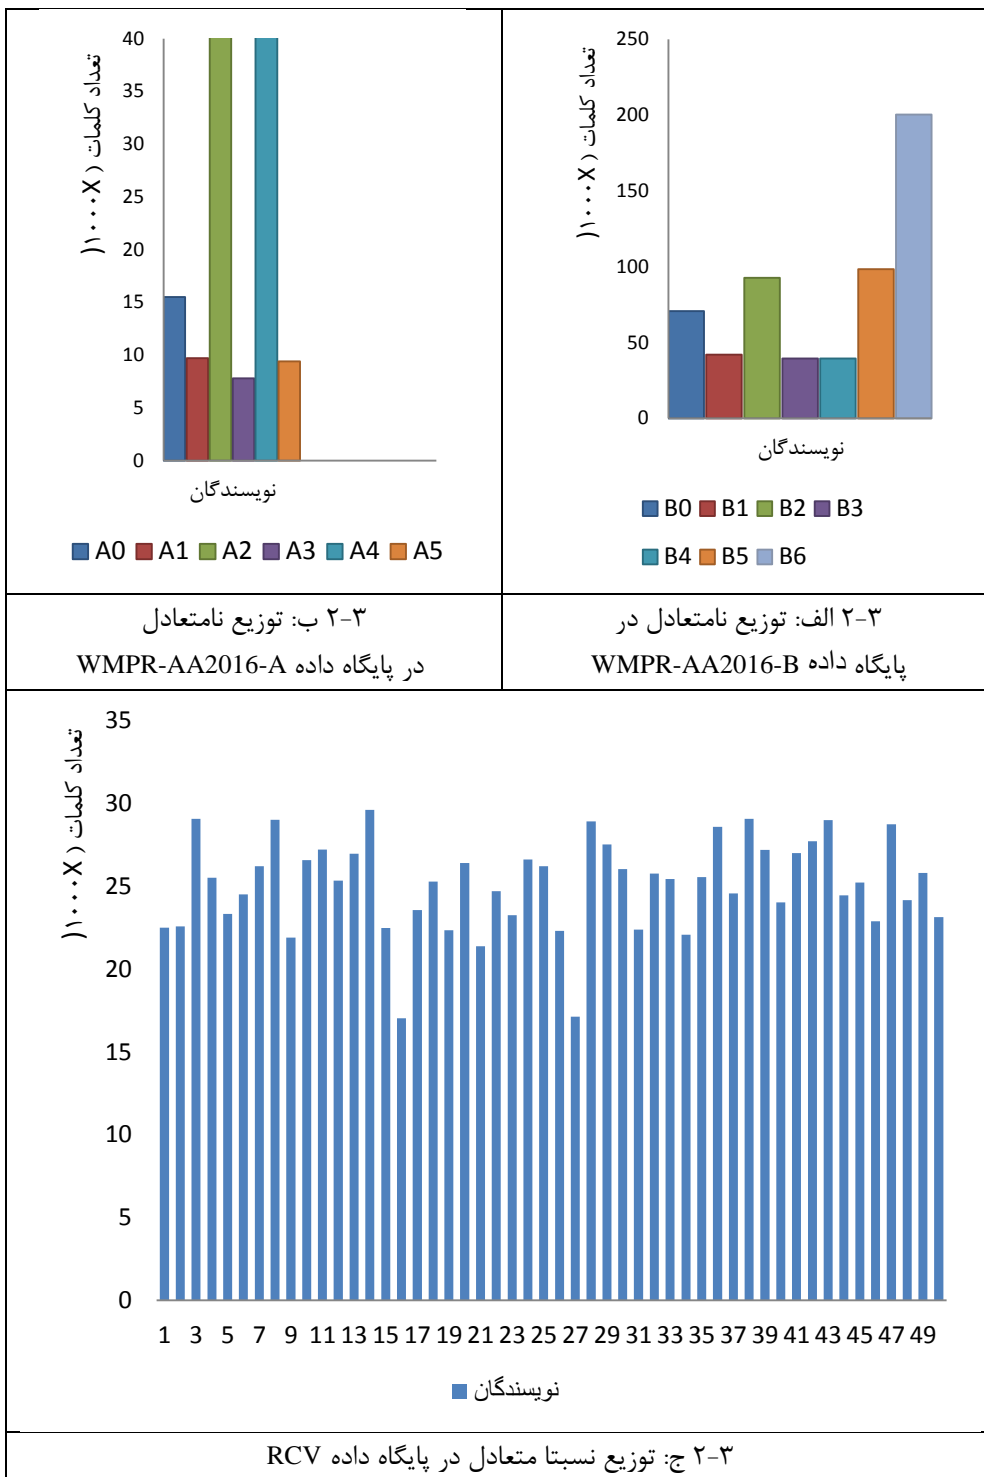 250
200
150
100
50
0
تعداد کلمات ( ۱۰۰۰X(
نویسندگان
B0 B1 B2 B3
B4 B5 B6
۲-۳ الف: توزیع نامتعادل در
پایگاه داده WMPR-AA2016-B
40
35
30
25
20
15
10
5
0
تعداد کلمات ( ۱۰۰۰X(
نویسندگان
A0 A1 A2 A3 A4 A5
۲-۳ ب: توزیع نامتعادل
در پایگاه داده WMPR-AA2016-A
35
30
25
20
15
10
5
0
تعداد کلمات ( ۱۰۰۰X(
1 3 5 7 9 11 13 15 17 19 21 23 25 27 29 31 33 35 37 39 41 43 45 47 49
نویسندگان
۲-۳ ج: توزیع نسبتا متعادل در پایگاه داده RCV